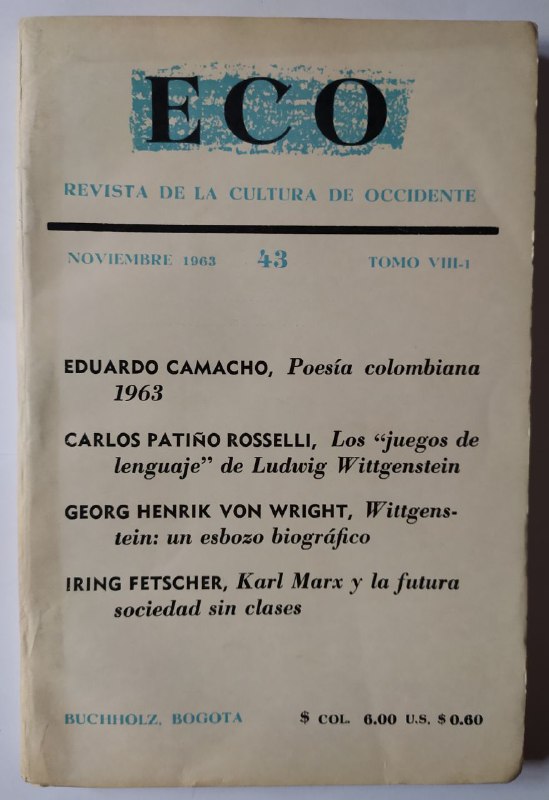 ECO
REVISTA DE LA CULTURA DE OCCIDENTE
NOVIEMBRE 1963 43 TOMO VIII-1
EDUARDO CAMACHO, Poesía colombiana
1963
CARLOS PATIÑO ROSSELLI, Los “juegos de
lenguaje” de Ludwig Wittgenstein
GEORG HENRIK VON WRIGHT, Wittgens-
tein: un esbozo biográfico
IRING FETSCHER, Karl Marx y la futura
sociedad sin clases
BUCHHOLZ, BOGOTA $ COL. 6.00 U.S. $ 0.60